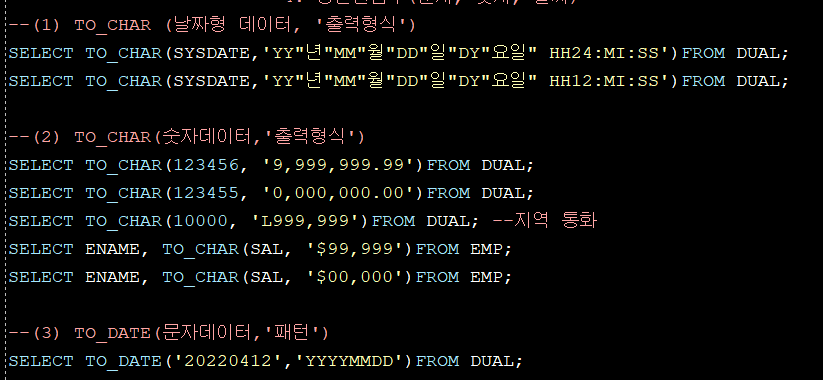 --(1) TO_CHAR (날짜형 데이터, '출력형식')
SELECT TO_CHAR(SYSDATE,'YY"년"MM"월"DD"일"DY"요일" HH24:MI:SS')FROM DUAL;
SELECT TO_CHAR(SYSDATE,'YY"년"MM"월"DD"일"DY"요일" HH12:MI:SS')FROM DUAL;
--(2) TO_CHAR(숫자데이터,'출력형식')
SELECT TO_CHAR(123456, '9,999,999.99')FROM DUAL;
SELECT TO_CHAR(123455, '0,000,000.00')FROM DUAL;
SELECT TO_CHAR(10000, 'L999,999')FROM DUAL; --지역 통화
SELECT ENAME, TO_CHAR(SAL, '$99,999')FROM EMP;
SELECT ENAME, TO_CHAR(SAL, '$00,000')FROM EMP;
--(3) TO_DATE(문자데이터,'패턴')
SELECT TO_DATE('20220412','YYYYMMDD')FROM DUAL;